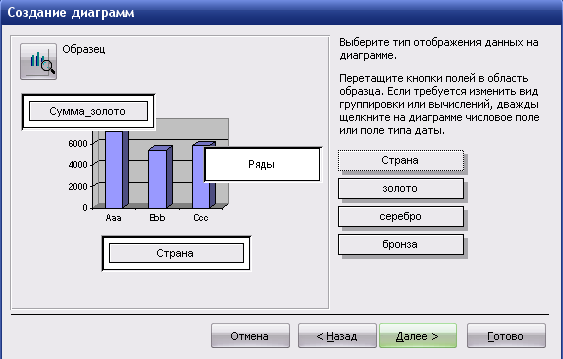 Создание диаграмм
Образец
Выберите тип отображения данных на
диаграмме.
Перетащите кнопки полей в область
образца. Если требуется изменить вид
группировки или вычислений, дважды
щелкните на диаграмме числовое поле
или поле типа даты.
Сумма_золото
6000
4000
2000
0
Aaa
Bbb
Ccc
Ряды
Страна
Страна
золото
серебро
бронза
Отмена
< Назад
Далее >
Готово